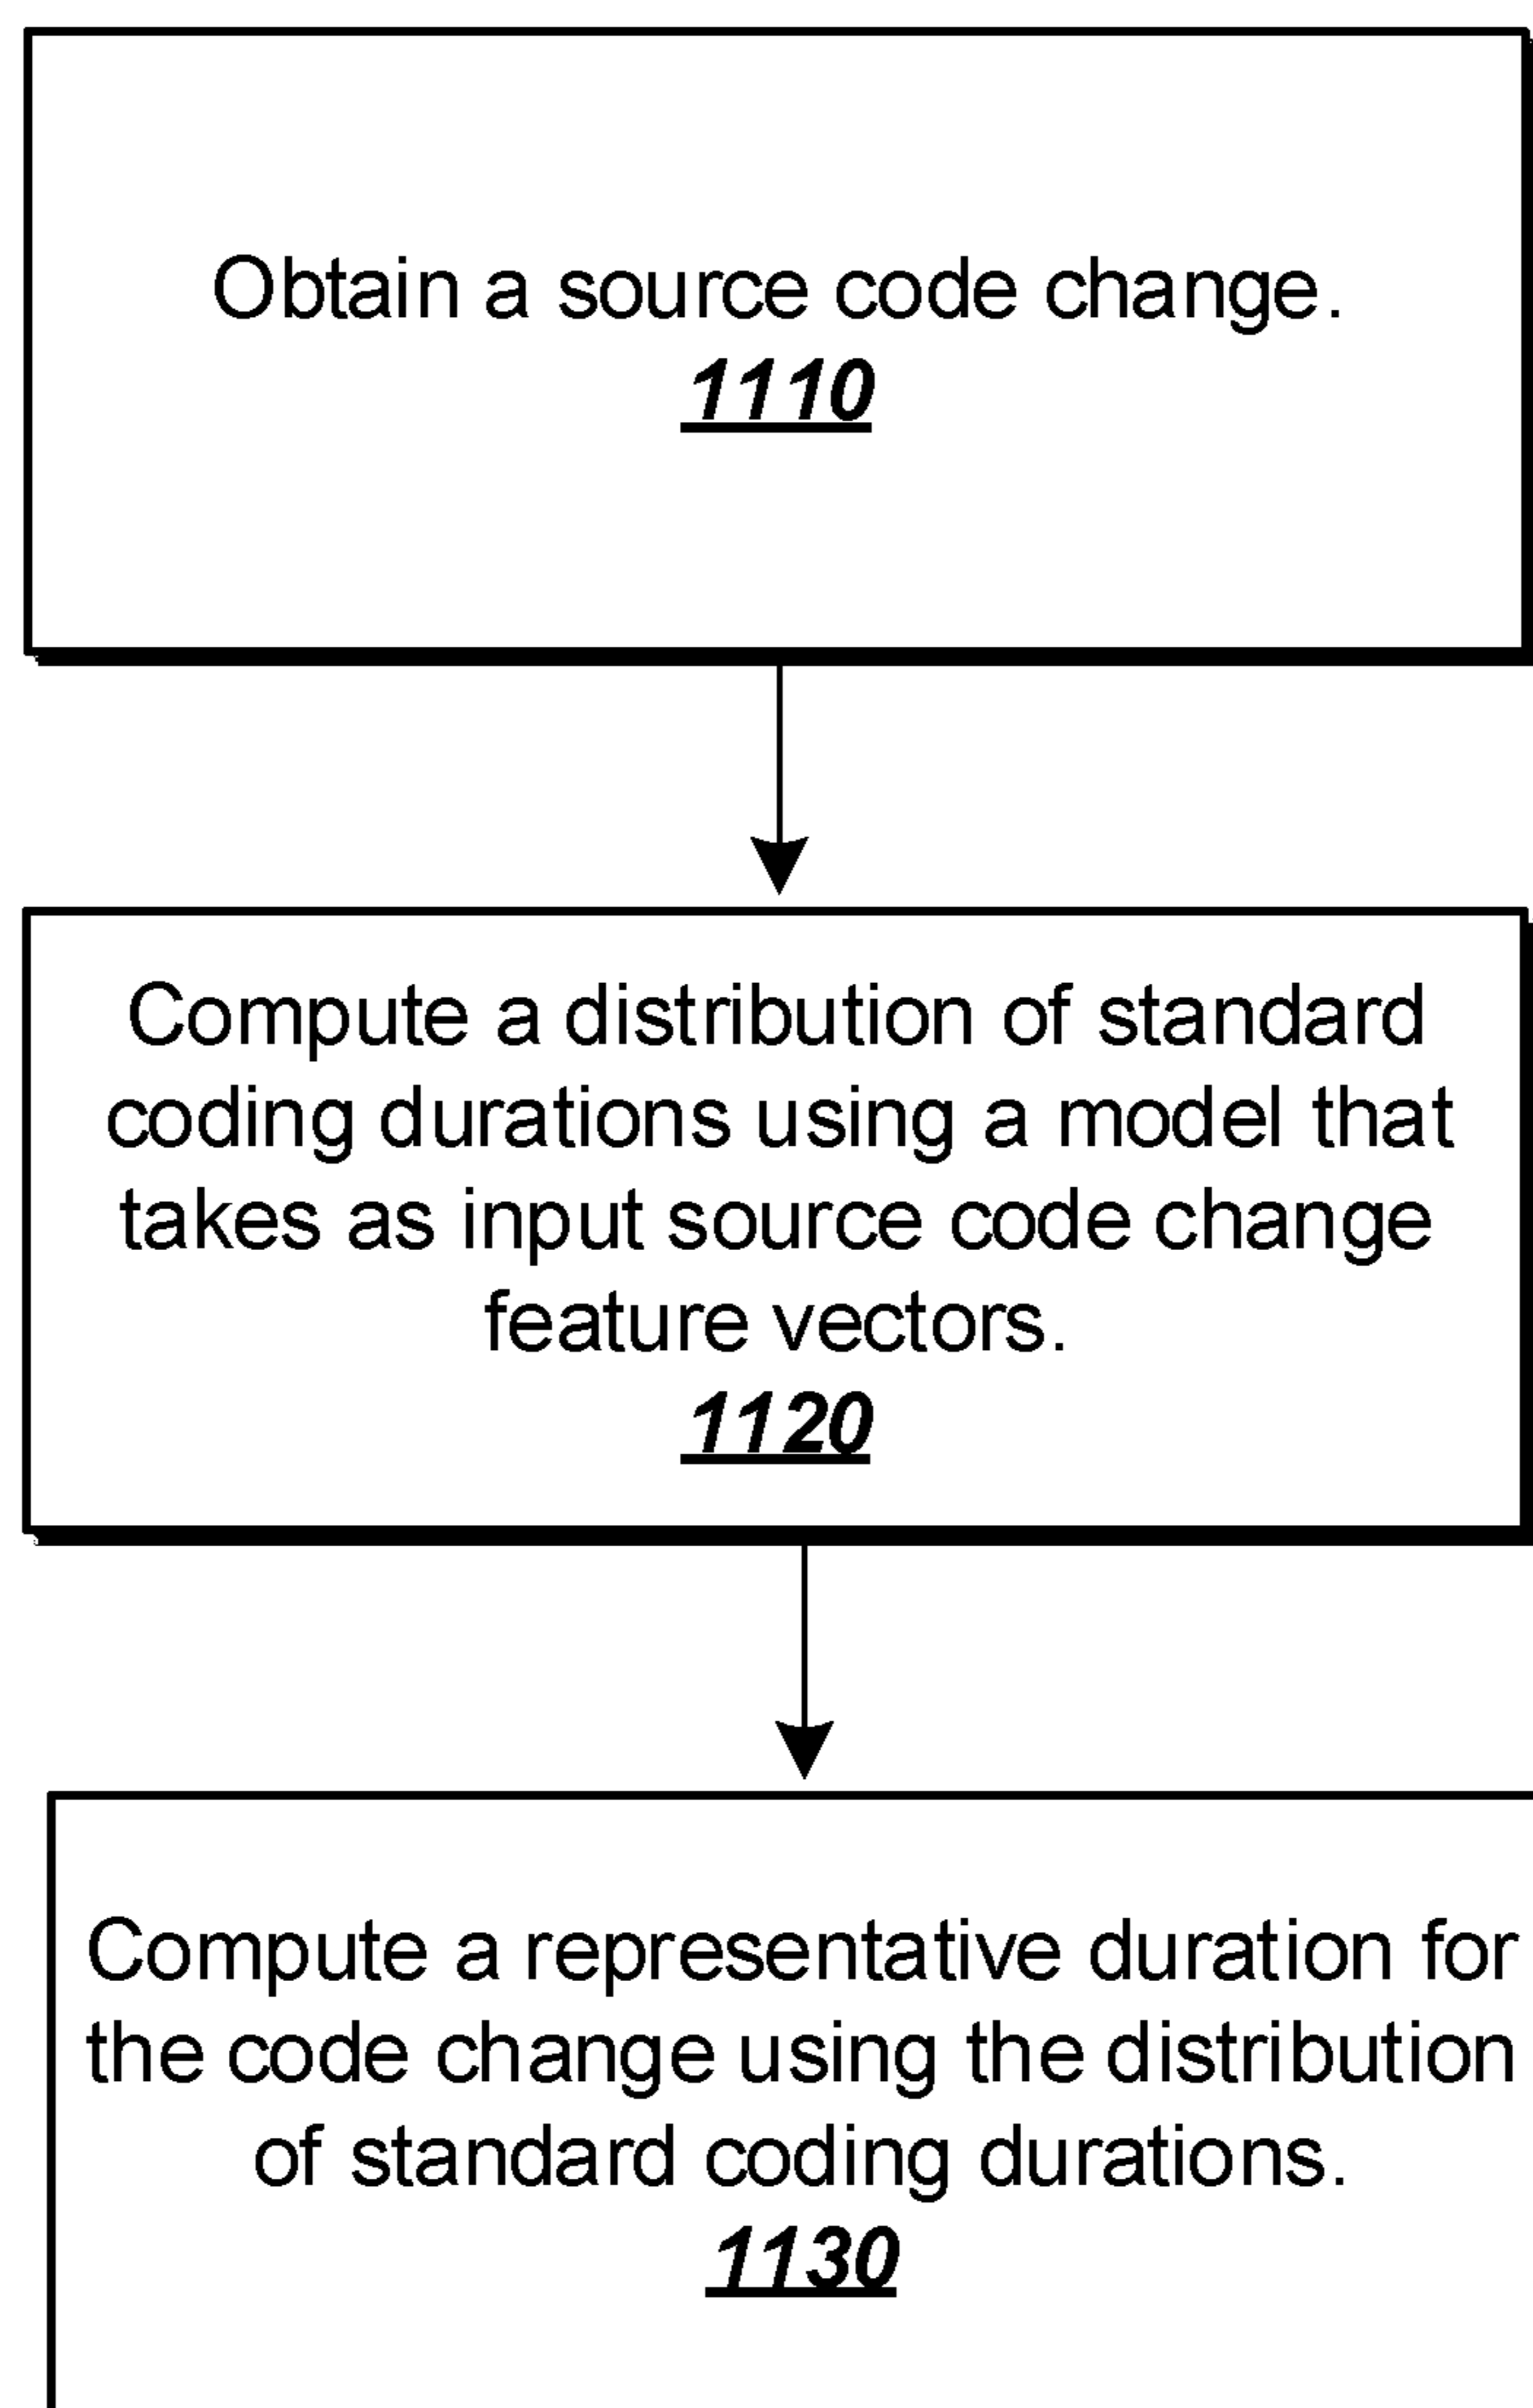 Obtain a source code change.
1110
Compute a distribution of standard
coding durations using a model that
takes as input source code change
feature vectors.
1120
Compute a representative duration for
the code change using the distribution
of standard coding durations.
1130